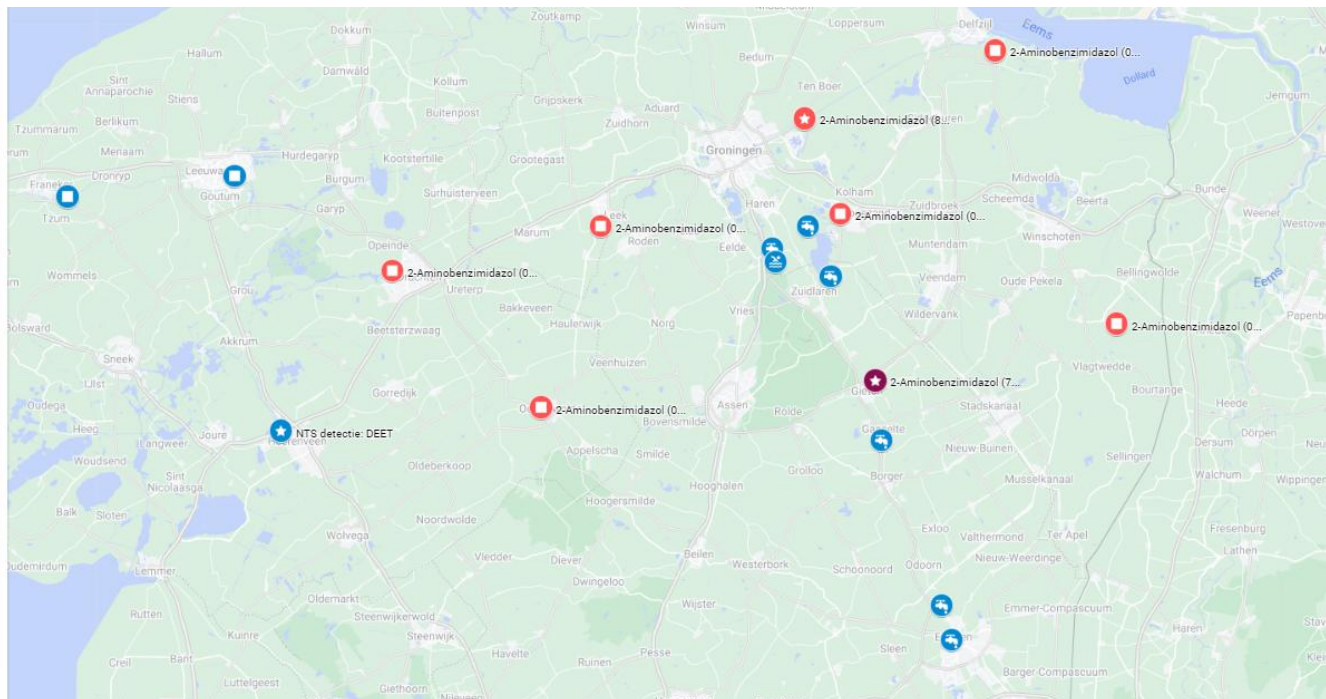 Zoutkamp
Winsum
Loppersum
Delfzijl
Eems
Dokkum
Hallum
Bedum
2-Aminobenzimidazol (0...
Sint
Annaparochie
Damwâld
Kollum
Dollard
Jemgum
Stiens
Ten Boer
Grijpskerk
Aduard
Buitenpost
Zuidhorn
2-Aminobenzimidazol (8...
Tzummarum
Berlikum
Menaam
Hurdegaryp
Kootstertille
Grootegast
Groningen
Dronryp
Burgum
Kolham
Midwolda
Scheemda
Beerta
Bunde
Goutum
Surhuisterveen
Haren
Zuidbroek
Weener
Tzum
Garyp
Leek
2-Aminobenzimidazol (0...
Marum
2-Aminobenzimidazol (0...
Winschoten
Roden
Eelde
Muntendam
Opeinde
2-Aminobenzimidazol (0...
Wommels
Veendam
Bellingwolde
Oude Pekela
Eems
Grou
Ureterp
Zuidlaren
Bakkeveen
Vries
Wildervank
Haulerwijk
Norg
2-Aminobenzimidazol (0...
Beetsterzwaag
Akkrum
Sneek
Veenhuizen
Vlagtwedde
IJlst
2-Aminobenzimidazol (7...
Bourtange
Gorredijk
Assen
Rolde
Stadskanaal
Oudega
Joure
2-Aminobenzimidazol (0...
Bovensmilde
Heede
Heeg
NTS detectie: DEET
Gasselte
Dersum
Langweer
Appelscha
Smilde
Nieuw-Buinen
Sellingen
Woudsend
Oldeberkoop
Grolloo
Borger
Walchum
Sint
Nicolaasga
Hooghalen
Musselkanaal
Hoogersmilde
Balk
Sloten
Noordwolde
Exloo
Fresenburg
Wolvega
Valthermond
Ter Apel
Beilen
Lathen
Vledder
Diever
Westerbork
Schoonoord
Odoorn
Nieuw-Weerdinge
Oudemirdum
Lemmer
Dwingeloo
Oldemarkt
Wijster
Emmer-Compascuum
Rutten
Steenwijkerwold
Haren
Kuinre
Steenwijk
Sleen
Creil
Bant
Havelte
Ruinen
Pesse
Barger-Compascuum
Luttelgeest
Giethoorn